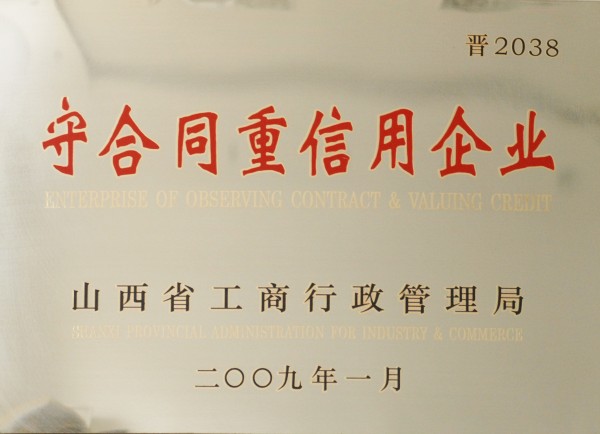 晋2038
守合同重信用企业
ENTERPRISE OF OBSERVING CONTRACT & VALUING CREDIT
山西省工商行政管理局
SHANXI PROVINCIAL ADMINISTRATION FOR INDUSTRY & COMMERCE
二〇〇九年一月